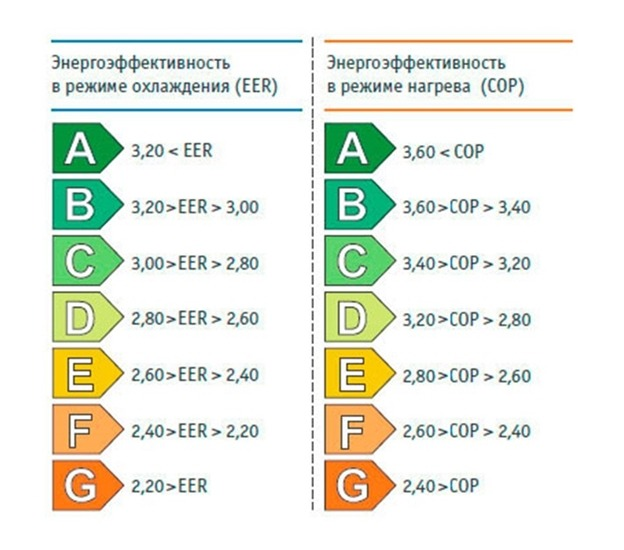 Энергоэффективность
в режиме охлаждения (EER)
A 3,20 < EER
B 3,20>EER > 3,00
C 3,00>EER > 2,80
D 2,80>EER > 2,60
E 2,60>EER > 2,40
F 2,40>EER > 2,20
G 2,20>EER
Энергоэффективность
в режиме нагрева (COP)
A 3,60 < COP
B 3,60>COP > 3,40
C 3,40>COP > 3,20
D 3,20>COP > 2,80
E 2,80>COP > 2,60
F 2,60>COP > 2,40
G 2,40>COP